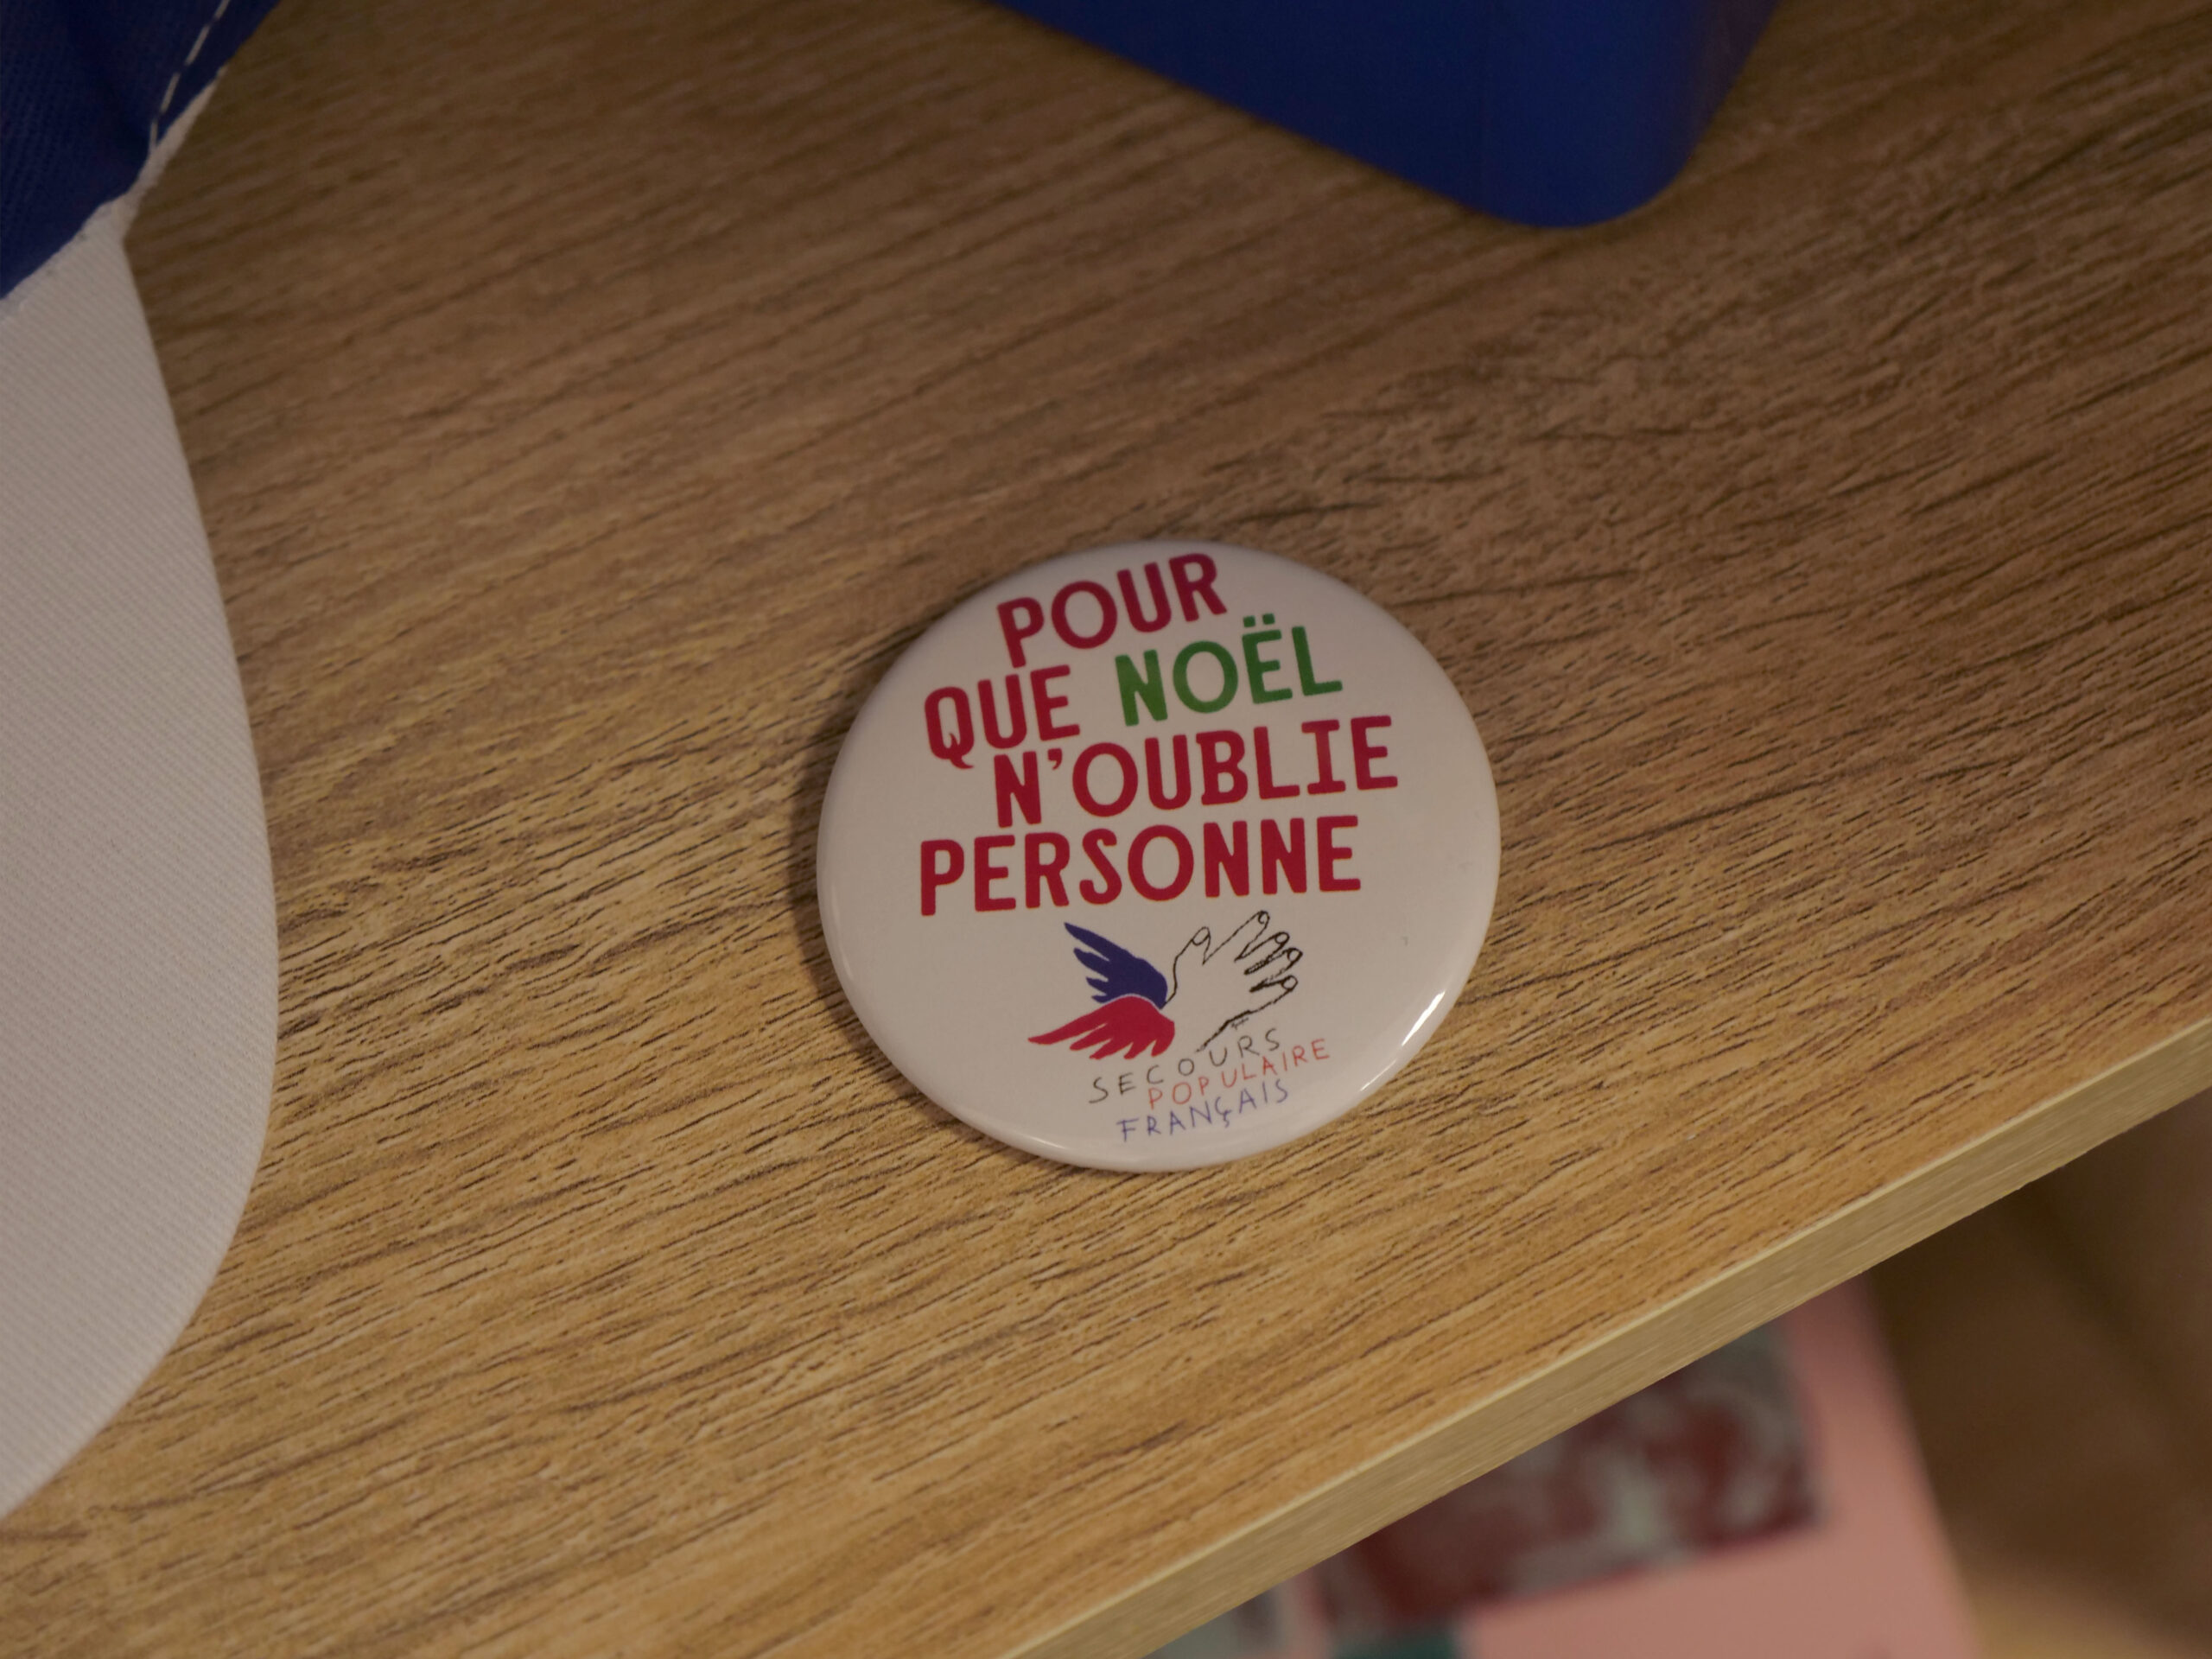 POUR
QUE NOËL
N'OUBLIE
PERSONNE
SECOURS
POPULAIRE
FRANÇAIS